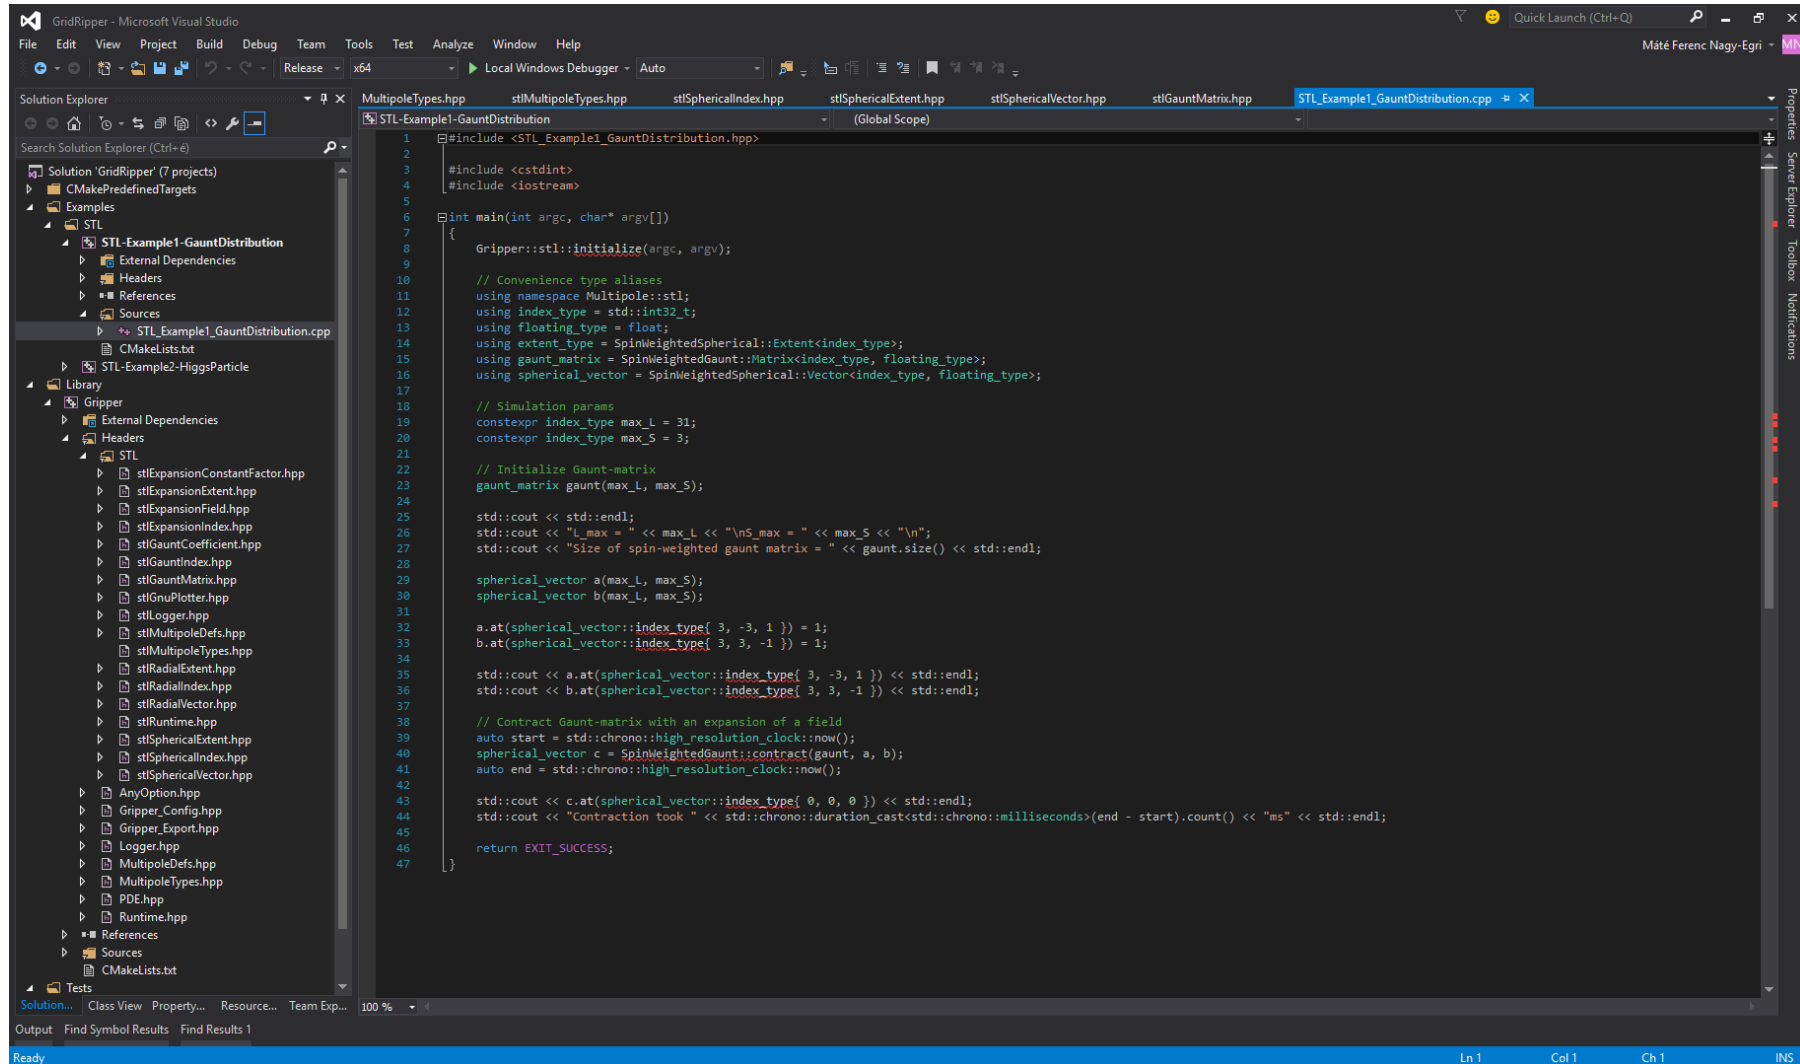 GridRipper - Microsoft Visual Studio
Quick Launch (Ctrl+Q)
File Edit View Project Build Debug Team Tools Test Analyze Window Help
Máté Ferenc Nagy-Egri MN
Release x64 Local Windows Debugger Auto
Solution Explorer
Search Solution Explorer (Ctrl+é)
Solution 'GridRipper' (7 projects)
CMakePredefinedTargets
Examples
STL
STL-Example1-GauntDistribution
External Dependencies
Headers
References
Sources
STL_Example1_GauntDistribution.cpp
CMakeLists.txt
STL-Example2-HiggsParticle
Library
Gripper
External Dependencies
Headers
STL
stlExpansionConstantFactor.hpp
stlExpansionExtent.hpp
stlExpansionField.hpp
stlExpansionIndex.hpp
stlGauntCoefficient.hpp
stlGauntIndex.hpp
stlGauntMatrix.hpp
stlGnuPlotter.hpp
stlLogger.hpp
stlMultipoleDefs.hpp
stlMultipoleTypes.hpp
stlRadialExtent.hpp
stlRadialIndex.hpp
stlRadialVector.hpp
stlRuntime.hpp
stlSphericalExtent.hpp
stlSphericalIndex.hpp
stlSphericalVector.hpp
AnyOption.hpp
Gripper_Config.hpp
Gripper_Export.hpp
Logger.hpp
MultipoleDefs.hpp
MultipoleTypes.hpp
PDE.hpp
Runtime.hpp
References
Sources
CMakeLists.txt
Tests
Solution... Class View Property... Resource... Team Exp...
MultipoleTypes.hpp stlMultipoleTypes.hpp stlSphericalIndex.hpp stlSphericalExtent.hpp stlSphericalVector.hpp stlGauntMatrix.hpp STL_Example1_GauntDistribution.cpp
STL-Example1-GauntDistribution (Global Scope)
1 #include <STL_Example1_GauntDistribution.hpp>
2
3 #include <cstdint>
4 #include <iostream>
5
6 int main(int argc, char* argv[])
7 {
8 Gripper::stl::initialize(argc, argv);
9
10 // Convenience type aliases
11 using namespace Multipole::stl;
12 using index_type = std::int32_t;
13 using floating_type = float;
14 using extent_type = SpinWeightedSpherical::Extent<index_type>;
15 using gaunt_matrix = SpinWeightedGaunt::Matrix<index_type, floating_type>;
16 using spherical_vector = SpinWeightedSpherical::Vector<index_type, floating_type>;
17
18 // Simulation params
19 constexpr index_type max_L = 31;
20 constexpr index_type max_S = 3;
21
22 // Initialize Gaunt-matrix
23 gaunt_matrix gaunt(max_L, max_S);
24
25 std::cout << std::endl;
26 std::cout << "L_max = " << max_L << "\nS_max = " << max_S << "\n";
27 std::cout << "Size of spin-weighted gaunt matrix = " << gaunt.size() << std::endl;
28
29 spherical_vector a(max_L, max_S);
30 spherical_vector b(max_L, max_S);
31
32 a.at(spherical_vector::index_type{ 3, -3, 1 }) = 1;
33 b.at(spherical_vector::index_type{ 3, 3, -1 }) = 1;
34
35 std::cout << a.at(spherical_vector::index_type{ 3, -3, 1 }) << std::endl;
36 std::cout << b.at(spherical_vector::index_type{ 3, 3, -1 }) << std::endl;
37
38 // Contract Gaunt-matrix with an expansion of a field
39 auto start = std::chrono::high_resolution_clock::now();
40 spherical_vector c = SpinWeightedGaunt::contract(gaunt, a, b);
41 auto end = std::chrono::high_resolution_clock::now();
42
43 std::cout << c.at(spherical_vector::index_type{ 0, 0, 0 }) << std::endl;
44 std::cout << "Contraction took " << std::chrono::duration_cast<std::chrono::milliseconds>(end - start).count() << "ms" << std::endl;
45
46 return EXIT_SUCCESS;
47 }
100 %
Properties
Server Explorer
Toolbox
Notifications
Output Find Symbol Results Find Results 1
Ready Ln 1 Col 1 Ch 1 INS